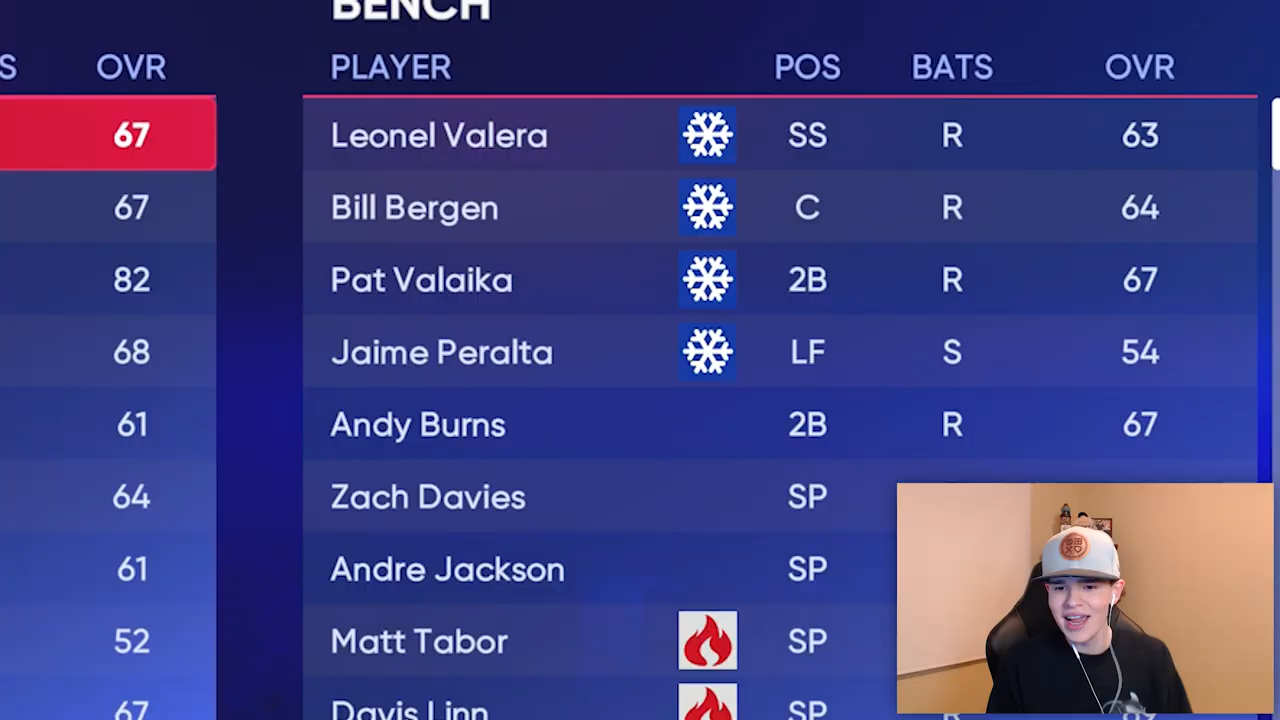 BENCH
S OVR PLAYER POS BATS OVR
67 Leonel Valera SS R 63
67 Bill Bergen C R 64
82 Pat Valaika 2B R 67
68 Jaime Peralta LF S 54
61 Andy Burns 2B R 67
64 Zach Davies SP
61 Andre Jackson SP
52 Matt Tabor SP
67 Davis Linn SP R